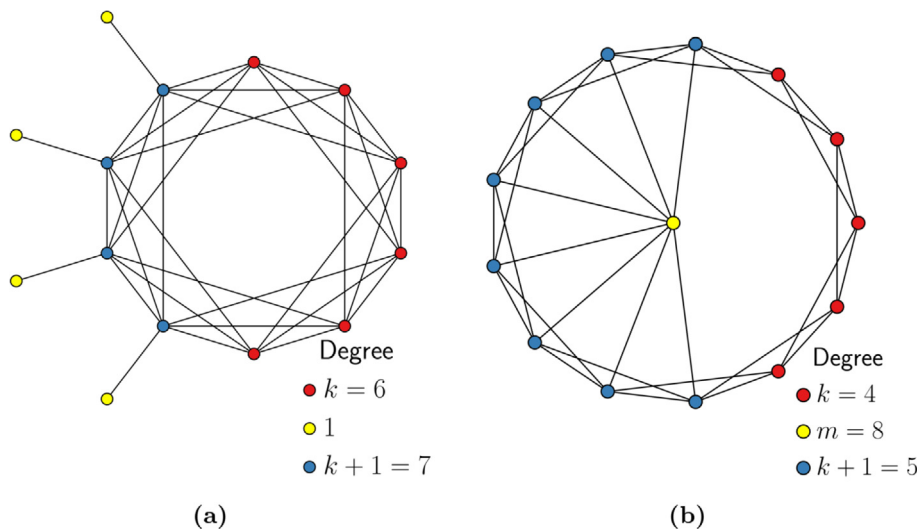 Degree
k = 6
1
k + 1 = 7
(a)
Degree
k = 4
m = 8
k + 1 = 5
(b)